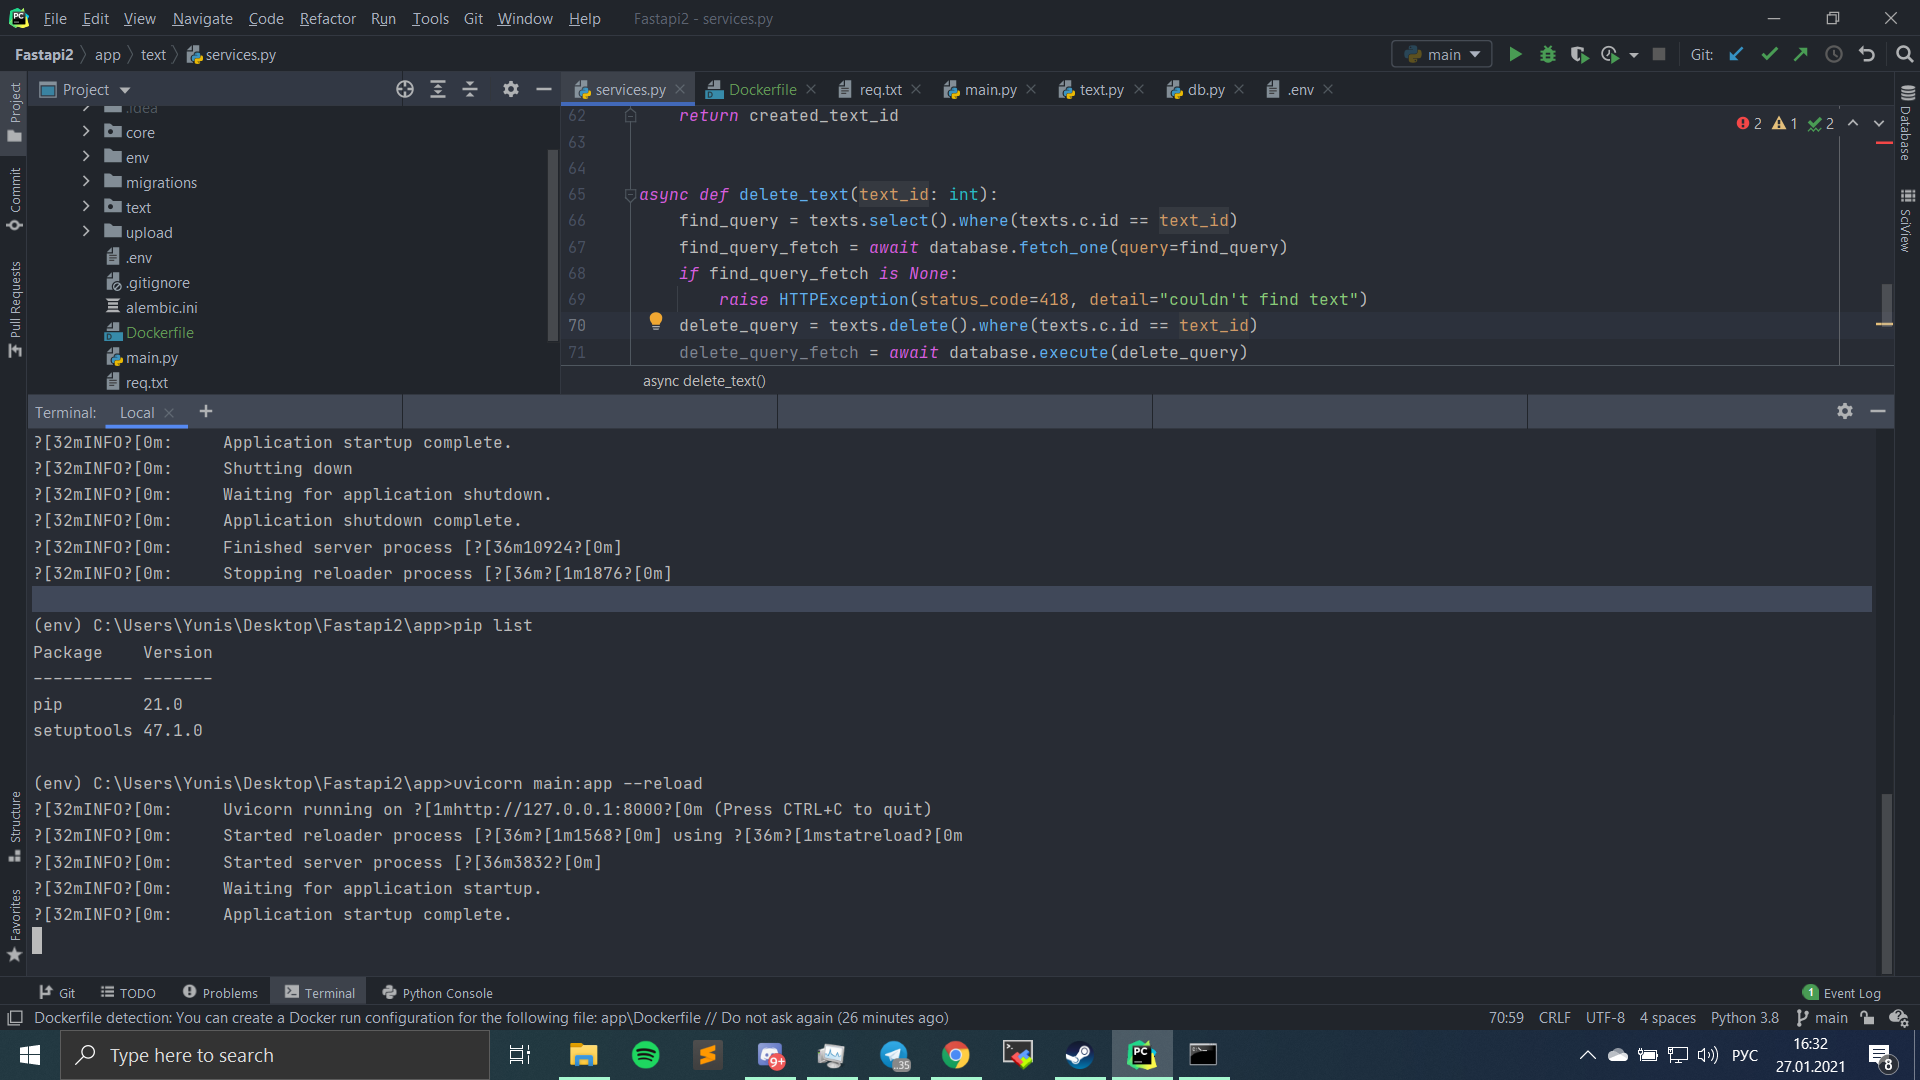 File Edit View Navigate Code Refactor Run Tools Git Window Help Fastapi2 - services.py
Fastapi2 app text services.py main Git:
Project services.py Dockerfile req.txt main.py text.py db.py .env
.idea
core
env
migrations
text
upload
.env
.gitignore
alembic.ini
Dockerfile
main.py
req.txt
62 return created_text_id
63
64
65 async def delete_text(text_id: int):
66 find_query = texts.select().where(texts.c.id == text_id)
67 find_query_fetch = await database.fetch_one(query=find_query)
68 if find_query_fetch is None:
69 raise HTTPException(status_code=418, detail="couldn't find text")
70 delete_query = texts.delete().where(texts.c.id == text_id)
71 delete_query_fetch = await database.execute(delete_query)
2 1 2
async delete_text()
Project
Commit
Pull Requests
Structure
Favorites
Database
SciView
Terminal: Local +
?[32mINFO?[0m: Application startup complete.
?[32mINFO?[0m: Shutting down
?[32mINFO?[0m: Waiting for application shutdown.
?[32mINFO?[0m: Application shutdown complete.
?[32mINFO?[0m: Finished server process [?[36m10924?[0m]
?[32mINFO?[0m: Stopping reloader process [?[36m?[1m1876?[0m]
(env) C:\Users\Yunis\Desktop\Fastapi2\app>pip list
Package Version
---------- -------
pip 21.0
setuptools 47.1.0
(env) C:\Users\Yunis\Desktop\Fastapi2\app>uvicorn main:app --reload
?[32mINFO?[0m: Uvicorn running on ?[1mhttp://127.0.0.1:8000?[0m (Press CTRL+C to quit)
?[32mINFO?[0m: Started reloader process [?[36m?[1m1568?[0m] using ?[36m?[1mstatreload?[0m
?[32mINFO?[0m: Started server process [?[36m3832?[0m]
?[32mINFO?[0m: Waiting for application startup.
?[32mINFO?[0m: Application startup complete.
Git TODO Problems Terminal Python Console 1 Event Log
Dockerfile detection: You can create a Docker run configuration for the following file: app\Dockerfile // Do not ask again (26 minutes ago) 70:59 CRLF UTF-8 4 spaces Python 3.8 main
Type here to search 9+ 35 PC РУС 16:32
27.01.2021 8